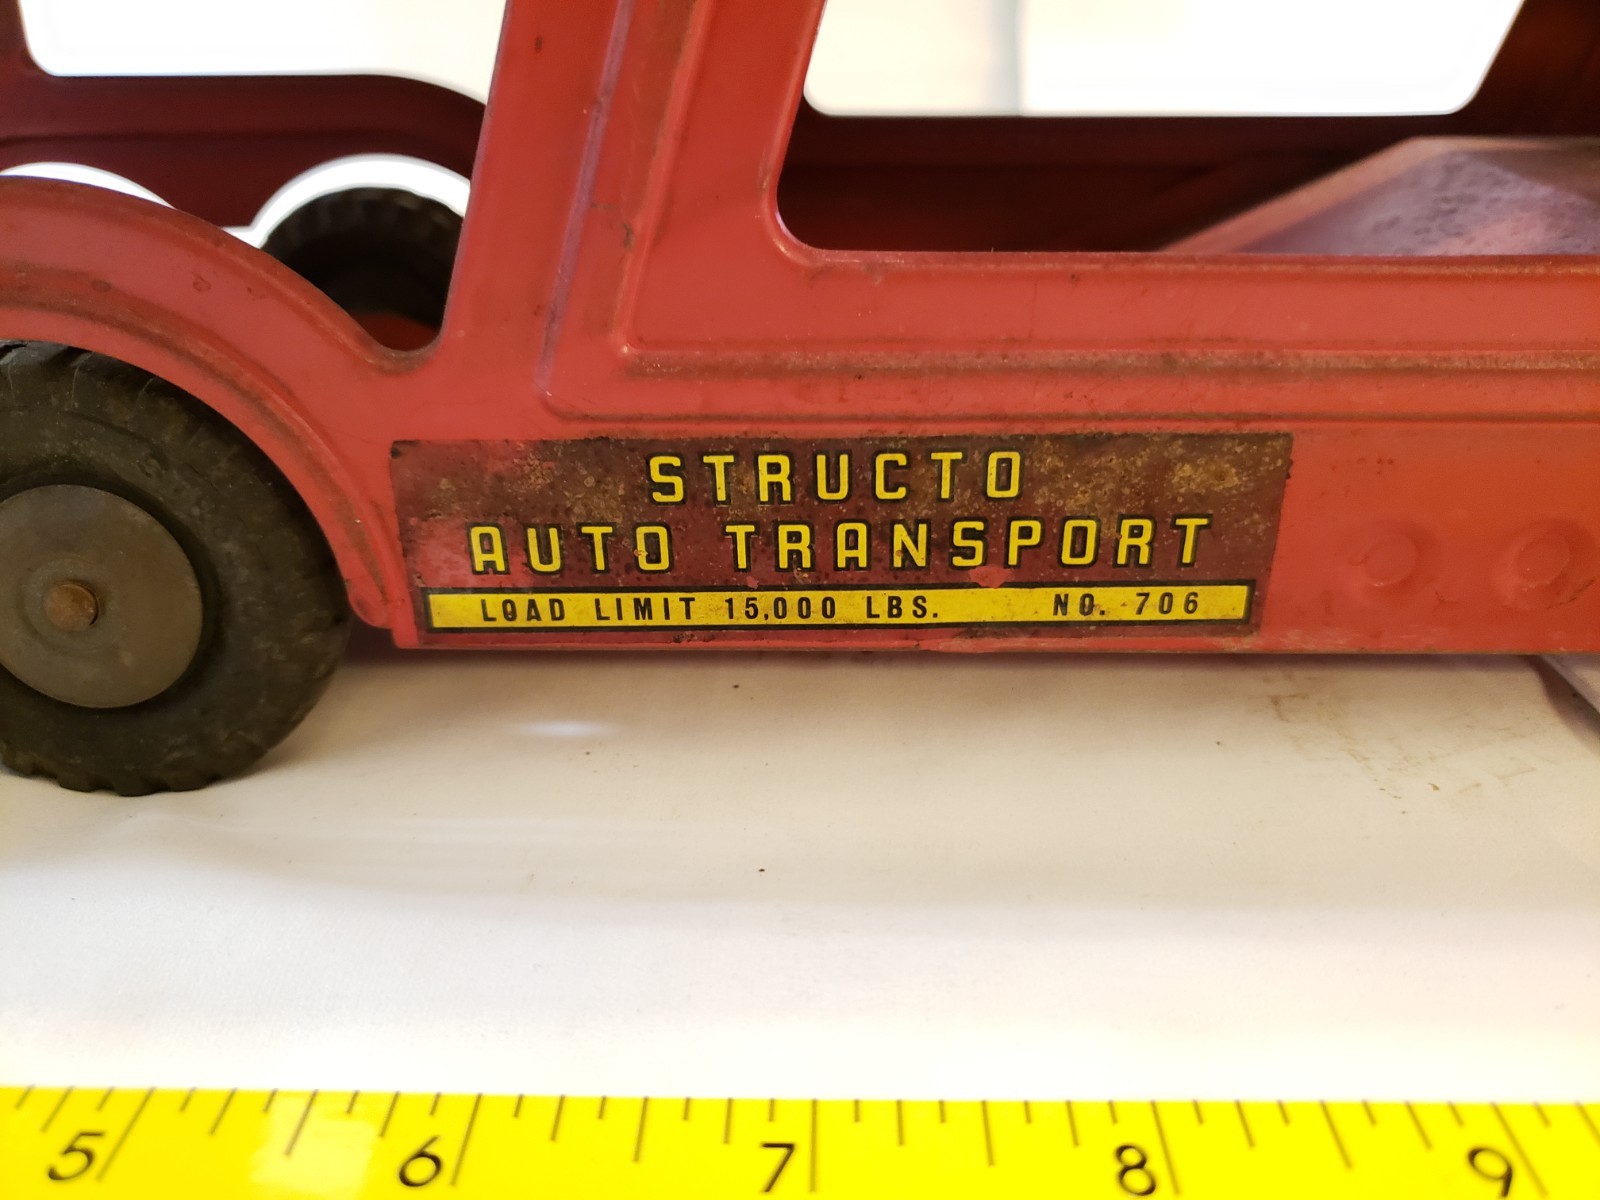 STRUCTO
AUTO TRANSPORT
LOAD LIMIT 15,000 LBS. NO. 706
5 6 7 8 9